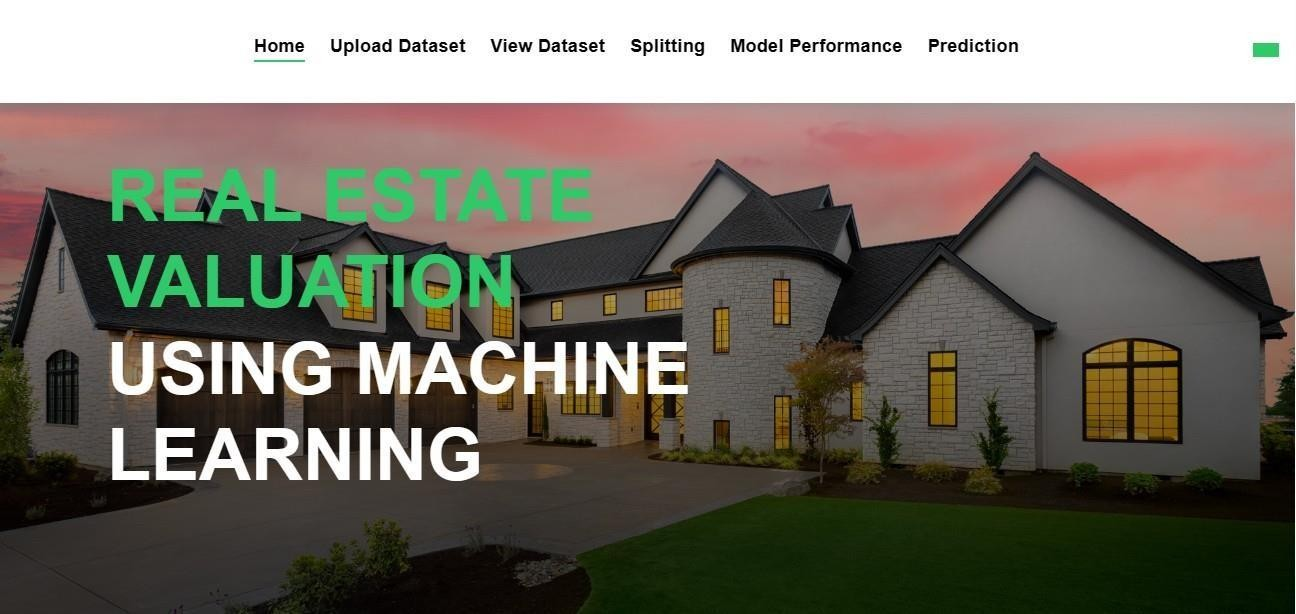 Home Upload Dataset View Dataset Splitting Model Performance Prediction
REAL ESTATE
VALUATION
USING MACHINE
LEARNING